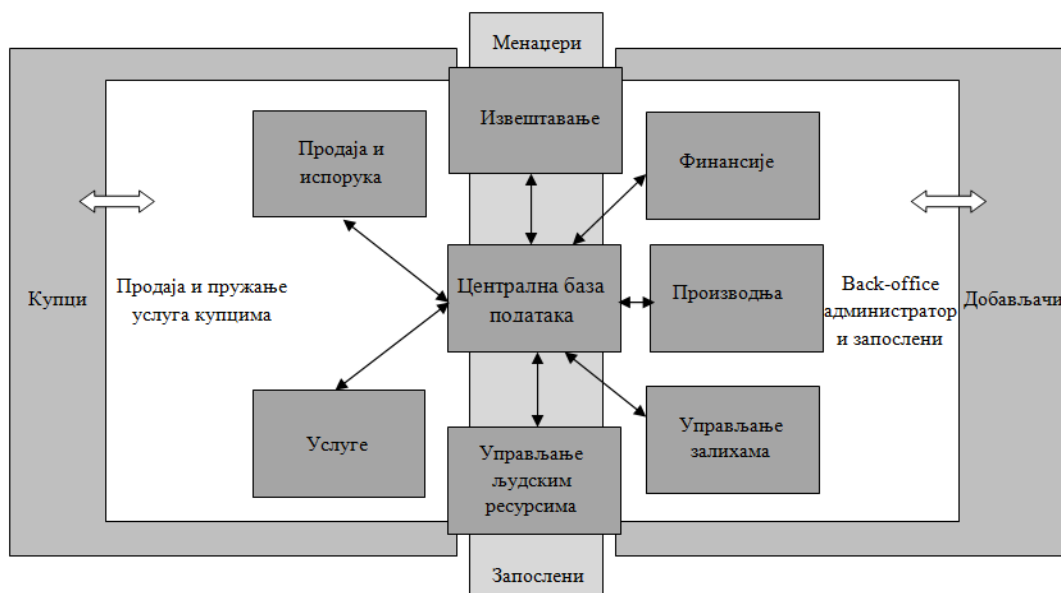 Менаџери
Извештавање
Продаја и
испорука
Финансије
Купци
Продаја и пружање
услуга купцима
Централна база
података
Производња
Back-office
администратор
и запослени
Добављачи
Услуге
Управљање
људским
ресурсима
Управљање
залихама
Запослени